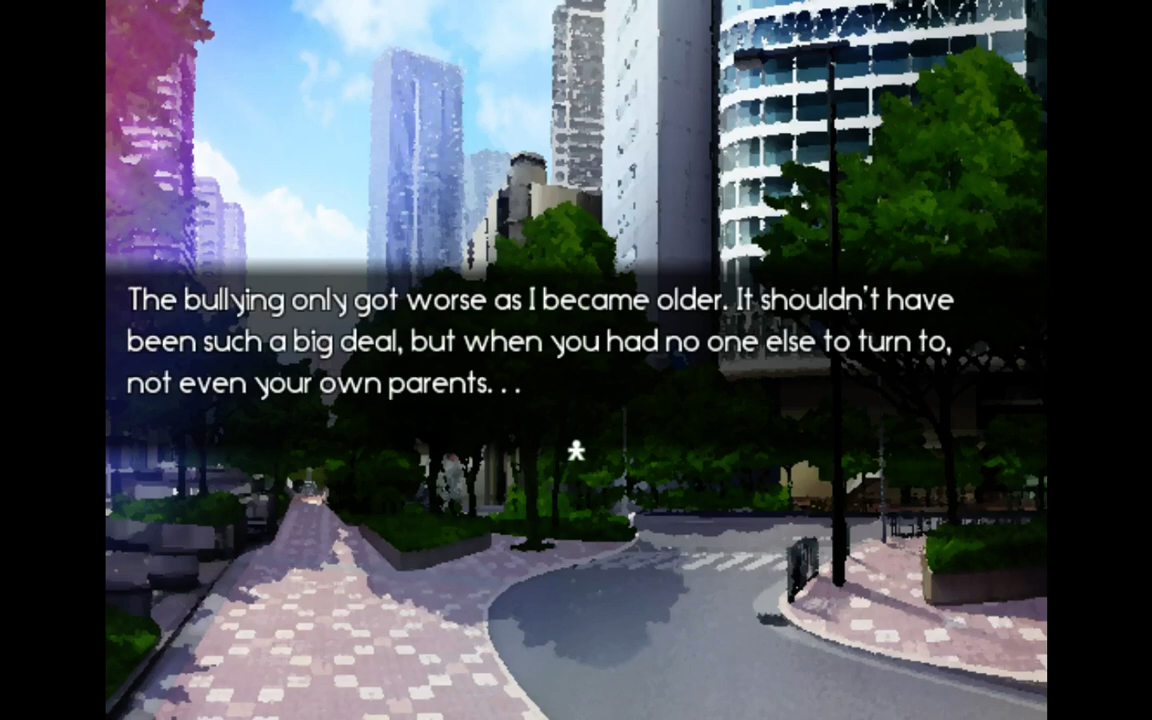 The bullying only got worse as I became older. It shouldn't have
been such a big deal, but when you had no one else to turn to,
not even your own parents. . .